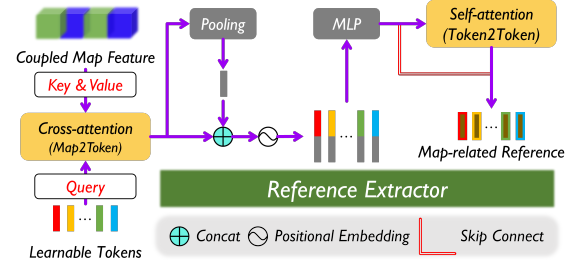 Pooling
MLP
Self-attention
(Token2Token)
Coupled Map Feature
Key & Value
Cross-attention
(Map2Token)
...
...
Map-related Reference
Query
Reference Extractor
...
Learnable Tokens
Concat
Positional Embedding
Skip Connect